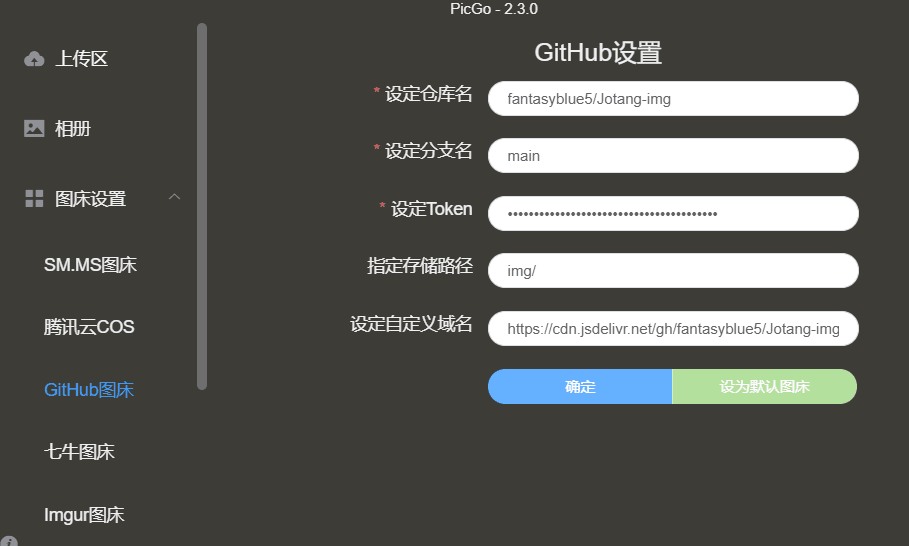 PicGo - 2.3.0
上传区
相册
图床设置
SM.MS图床
腾讯云COS
GitHub图床
七牛图床
Imgur图床
GitHub设置
* 设定仓库名
fantasyblue5/Jotang-img
* 设定分支名
main
* 设定Token
••••••••••••••••••••••••••••••••••••••••
指定存储路径
img/
设定自定义域名
https://cdn.jsdelivr.net/gh/fantasyblue5/Jotang-img
确定
设为默认图床